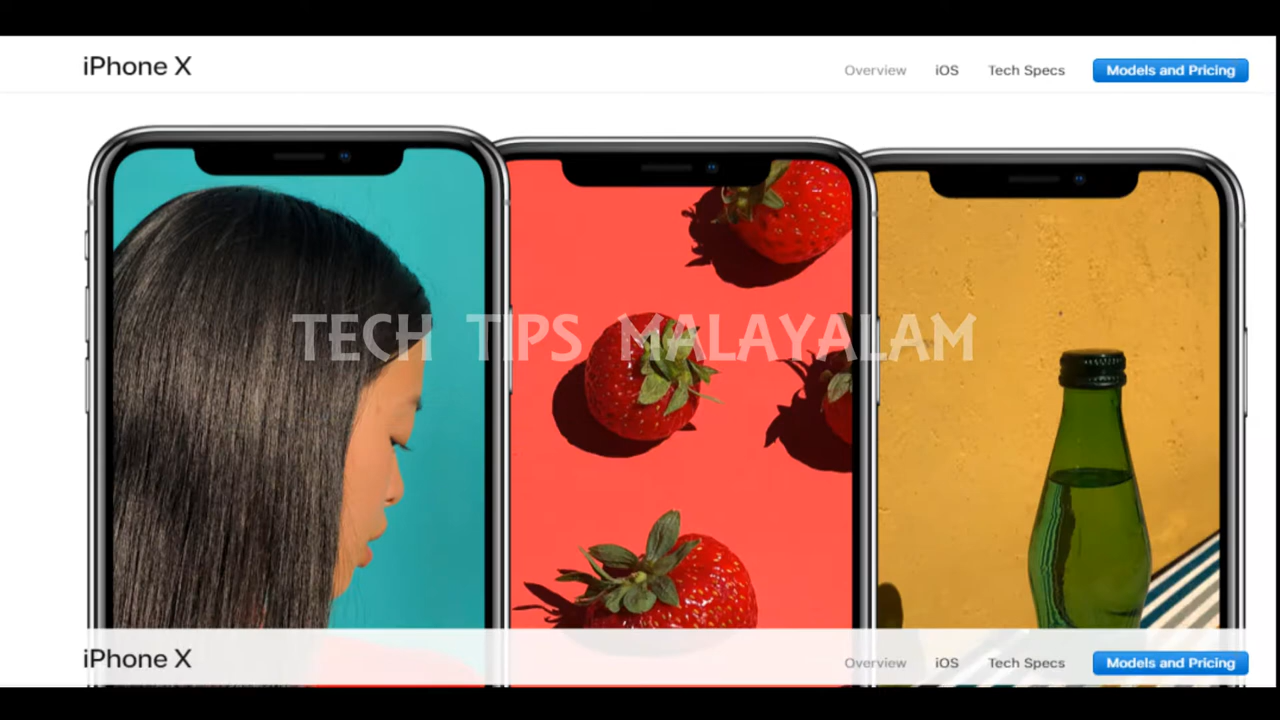 iPhone X
Overview iOS Tech Specs Models and Pricing
TECH TIPS MALAYALAM
iPhone X
Overview iOS Tech Specs Models and Pricing